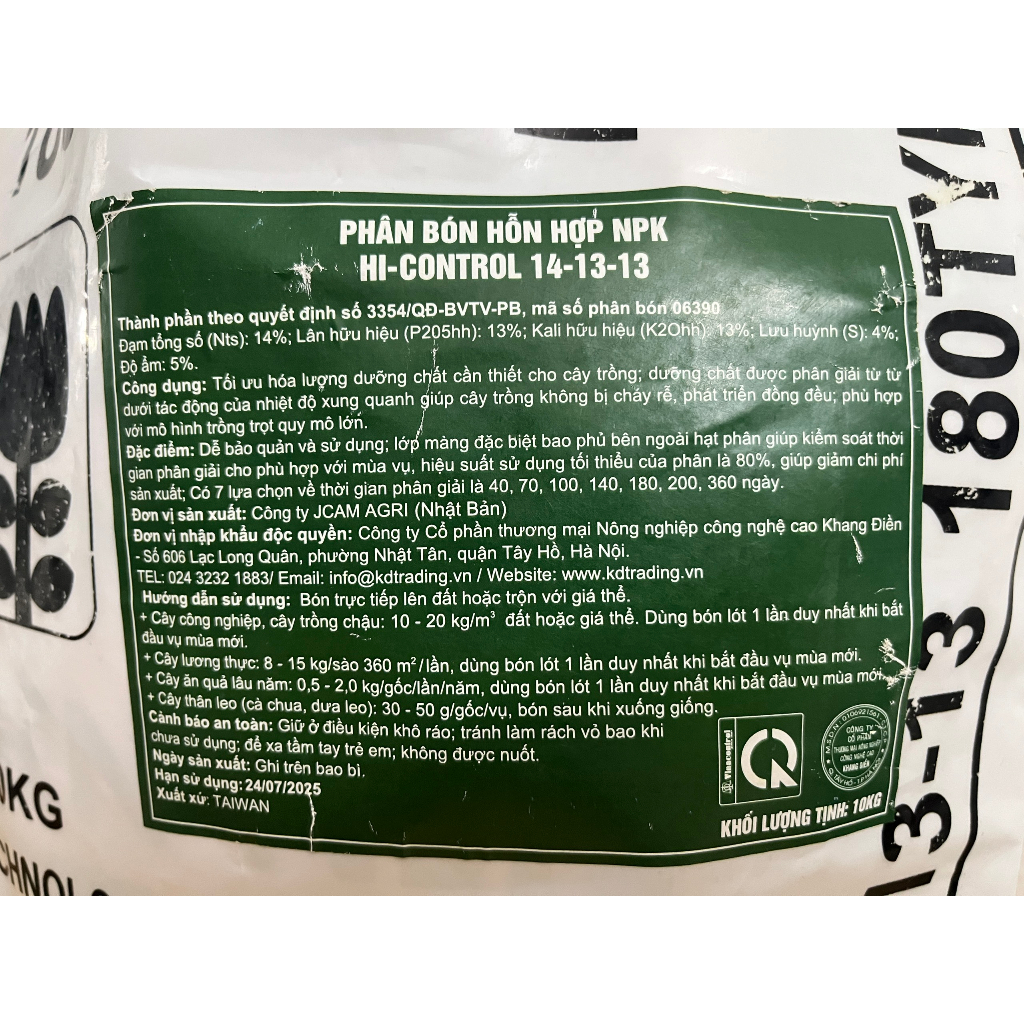 PHÂN BÓN HỖN HỢP NPK
HI-CONTROL 14-13-13
Thành phần theo quyết định số 3354/QĐ-BVTV-PB, mã số phân bón 06390
Đạm tổng số (Nts): 14%; Lân hữu hiệu (P205hh): 13%; Kali hữu hiệu (K2Ohh): 13%; Lưu huỳnh (S): 4%;
Độ ẩm: 5%.
Công dụng: Tối ưu hóa lượng dưỡng chất cần thiết cho cây trồng; dưỡng chất được phân giải từ từ
dưới tác động của nhiệt độ xung quanh giúp cây trồng không bị cháy rễ, phát triển đồng đều; phù hợp
với mô hình trồng trọt quy mô lớn.
Đặc điểm: Dễ bảo quản và sử dụng; lớp màng đặc biệt bao phủ bên ngoài hạt phân giúp kiểm soát thời
gian phân giải cho phù hợp với mùa vụ, hiệu suất sử dụng tối thiểu của phân là 80%, giúp giảm chi phí
sản xuất; Có 7 lựa chọn về thời gian phân giải là 40, 70, 100, 140, 180, 200, 360 ngày.
Đơn vị sản xuất: Công ty JCAM AGRI (Nhật Bản)
Đơn vị nhập khẩu độc quyền: Công ty Cổ phần thương mại Nông nghiệp công nghệ cao Khang Điền
- Số 606 Lạc Long Quân, phường Nhật Tân, quận Tây Hồ, Hà Nội.
TEL: 024 3232 1883/ Email: info@kdtrading.vn / Website: www.kdtrading.vn
Hướng dẫn sử dụng: Bón trực tiếp lên đất hoặc trộn với giá thể.
+ Cây công nghiệp, cây trồng chậu: 10 - 20 kg/m³ đất hoặc giá thể. Dùng bón lót 1 lần duy nhất khi bắt
đầu vụ mùa mới.
+ Cây lương thực: 8 - 15 kg/sào 360 m²/lần, dùng bón lót 1 lần duy nhất khi bắt đầu vụ mùa mới.
+ Cây ăn quả lâu năm: 0,5 - 2,0 kg/gốc/lần/năm, dùng bón lót 1 lần duy nhất khi bắt đầu vụ mùa mới.
+ Cây thân leo (cà chua, dưa leo): 30 - 50 g/gốc/vụ, bón sau khi xuống giống.
Cảnh báo an toàn: Giữ ở điều kiện khô ráo; tránh làm rách vỏ bao khi
chưa sử dụng; để xa tầm tay trẻ em; không được nuốt.
Ngày sản xuất: Ghi trên bao bì.
Hạn sử dụng: 24/07/2025
Xuất xứ: TAIWAN
Vinacontrol
CÔNG TY
CỔ PHẦN
THƯƠNG MẠI NÔNG NGHIỆP
CÔNG NGHỆ CAO
KHANG ĐIỀN
KHỐI LƯỢNG TỊNH: 10KG
13-13 180TY
0KG